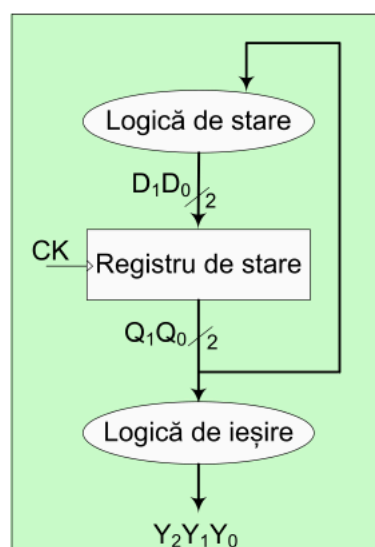 Logică de stare
D₁D₀
2
CK
Registru de stare
Q₁Q₀
2
Logică de ieșire
Y₂Y₁Y₀